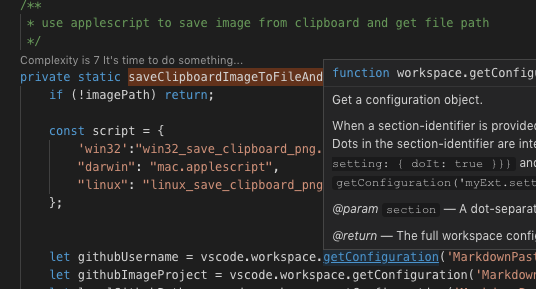 /**
* use applescript to save image from clipboard and get file path
*/
Complexity is 7 It's time to do something...
private static saveClipboardImageToFileAnd
if (!imagePath) return;
const script = {
'win32':"win32_save_clipboard_png.
"darwin": "mac.applescript",
"linux": "linux_save_clipboard_png
};
let githubUsername = vscode.workspace.getConfiguration('MarkdownPast
let githubImageProject = vscode.workspace.getConfiguration('Markdown
function workspace.getConfigu
Get a configuration object.
When a section-identifier is provided
Dots in the section-identifier are inte
setting: { doIt: true }}} and
getConfiguration('myExt.sett
@param section — A dot-separat
@return — The full workspace confi